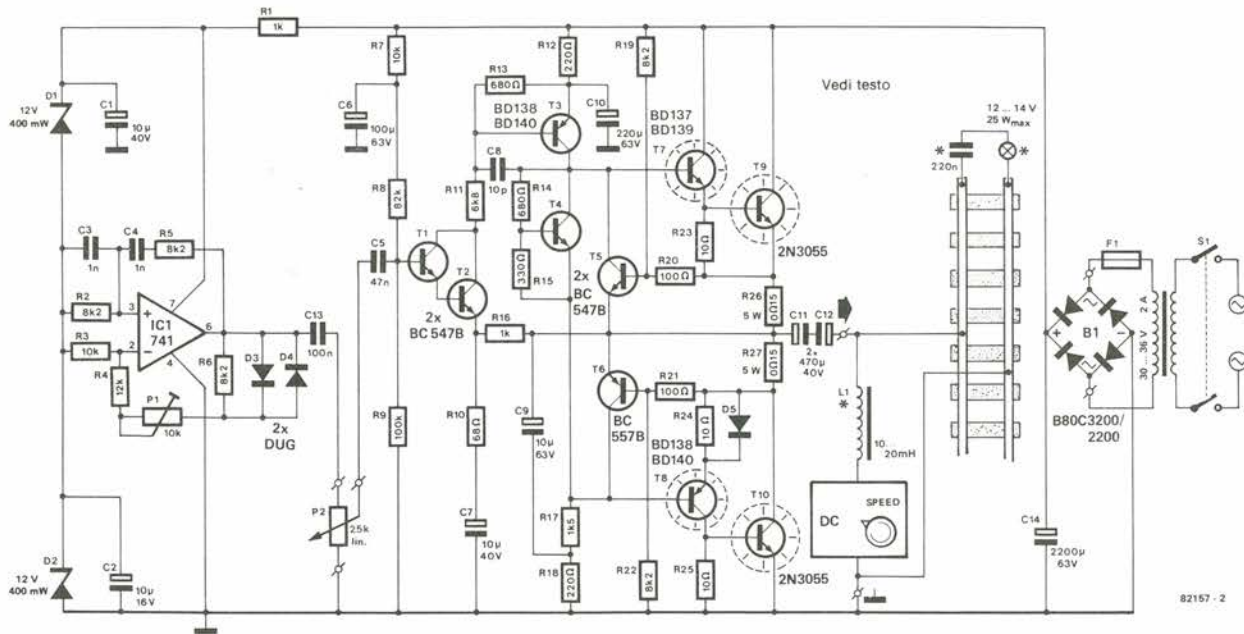 R1
1k
D1
12V
400 mW
C1
10µ
40V
R7
10k
C6
100µ
63V
R8
82k
R13
680Ω
R12
220Ω
BD138
BD140
T3
C10
220µ
63V
R19
8k2
Vedi testo
BD137
BD139
T7
T9
2N3055
C8
10p
R11
6k8
R14
680Ω
T4
R15
330Ω
T5
2x
BC
547B
R20
100Ω
R23
10Ω
R26
5 W
0Ω15
R27
5 W
0Ω15
C3
1n
C4
1n
R5
8k2
R2
8k2
R3
10k
R4
12k
P1
10k
3
+
2
−
IC1
741
7
6
4
R6
8k2
D3
D4
2x
DUG
C13
100n
C5
47n
T1
T2
2x
BC547B
R16
1k
R9
100k
R10
68Ω
C7
10µ
40V
P2
25k
lin.
C9
10µ
63V
T6
BC
557B
R21
100Ω
R24
10Ω
D5
BD138
BD140
T8
T10
2N3055
R17
1k5
R18
220Ω
R22
8k2
R25
10Ω
C11
C12
2x
470µ
40V
L1
*
10...
20mH
DC
SPEED
*
220n
12 ... 14 V
25 Wmax
*
F1
S1
B1
+
−
30 ... 36 V
2 A
B80C3200/
2200
C14
2200µ
63V
D2
12 V
400 mW
C2
10µ
16V
82157 - 2